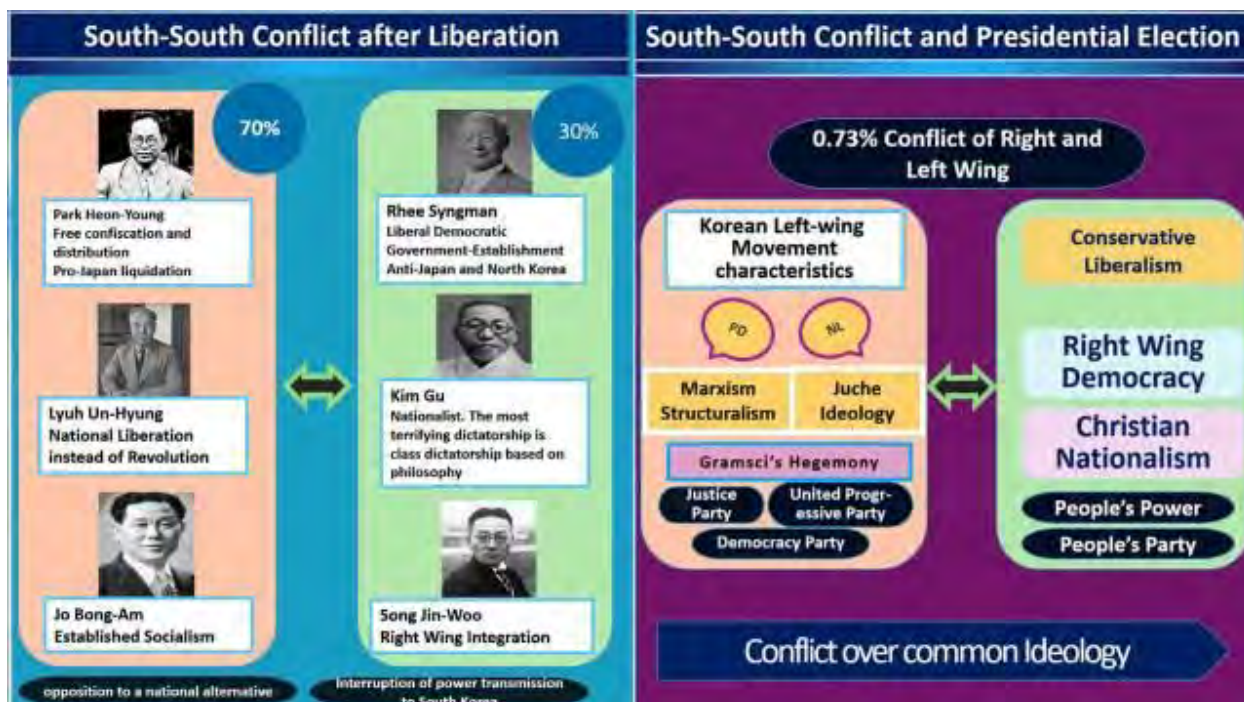 South-South Conflict after Liberation
70%
Park Heon-Young
Free confiscation and
distribution
Pro-Japan liquidation
Lyuh Un-Hyung
National Liberation
instead of Revolution
Jo Bong-Am
Established Socialism
opposition to a national alternative
30%
Rhee Syngman
Liberal Democratic
Government-Establishment
Anti-Japan and North Korea
Kim Gu
Nationalist. The most
terrifying dictatorship is
class dictatorship based on
philosophy
Song Jin-Woo
Right Wing Integration
Interruption of power transmission
to South Korea
South-South Conflict and Presidential Election
0.73% Conflict of Right and
Left Wing
Korean Left-wing
Movement
characteristics
PD
NL
Marxism
Structuralism
Juche
Ideology
Gramsci's Hegemony
Justice
Party
United Progr-
essive Party
Democracy Party
Conservative
Liberalism
Right Wing
Democracy
Christian
Nationalism
People's Power
People's Party
Conflict over common Ideology